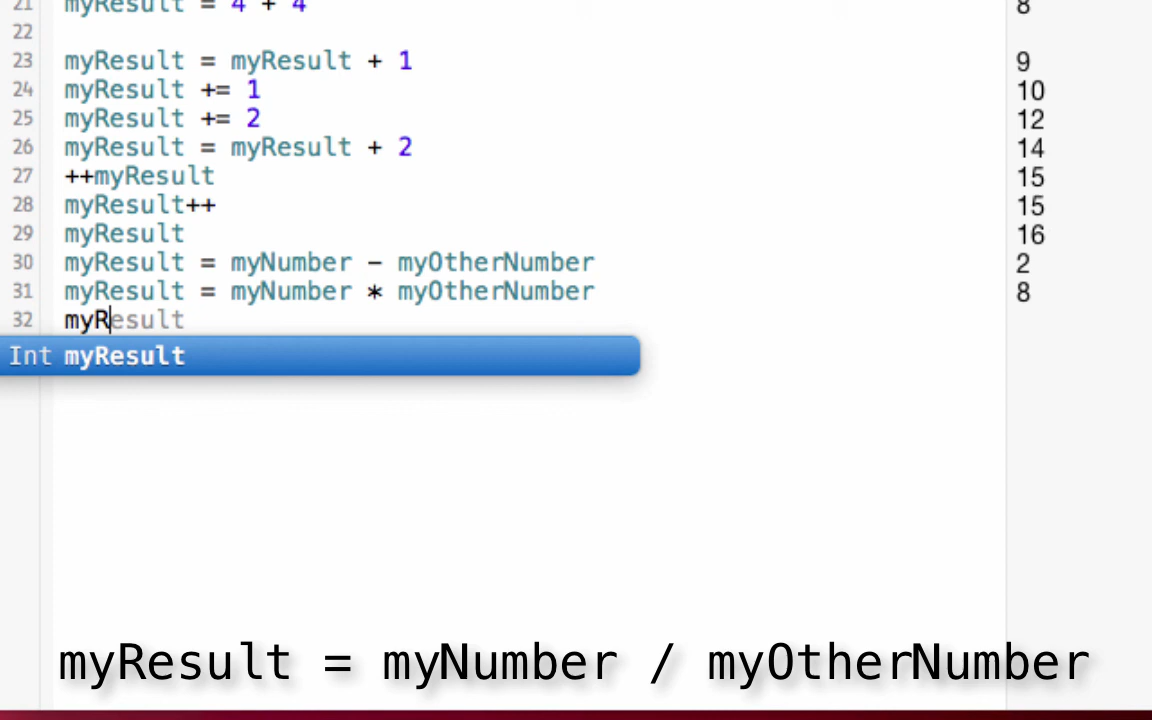 21 myResult = 4 + 4 8
22
23 myResult = myResult + 1 9
24 myResult += 1 10
25 myResult += 2 12
26 myResult = myResult + 2 14
27 ++myResult 15
28 myResult++ 15
29 myResult 16
30 myResult = myNumber - myOtherNumber 2
31 myResult = myNumber * myOtherNumber 8
32 myResult
Int myResult
myResult = myNumber / myOtherNumber